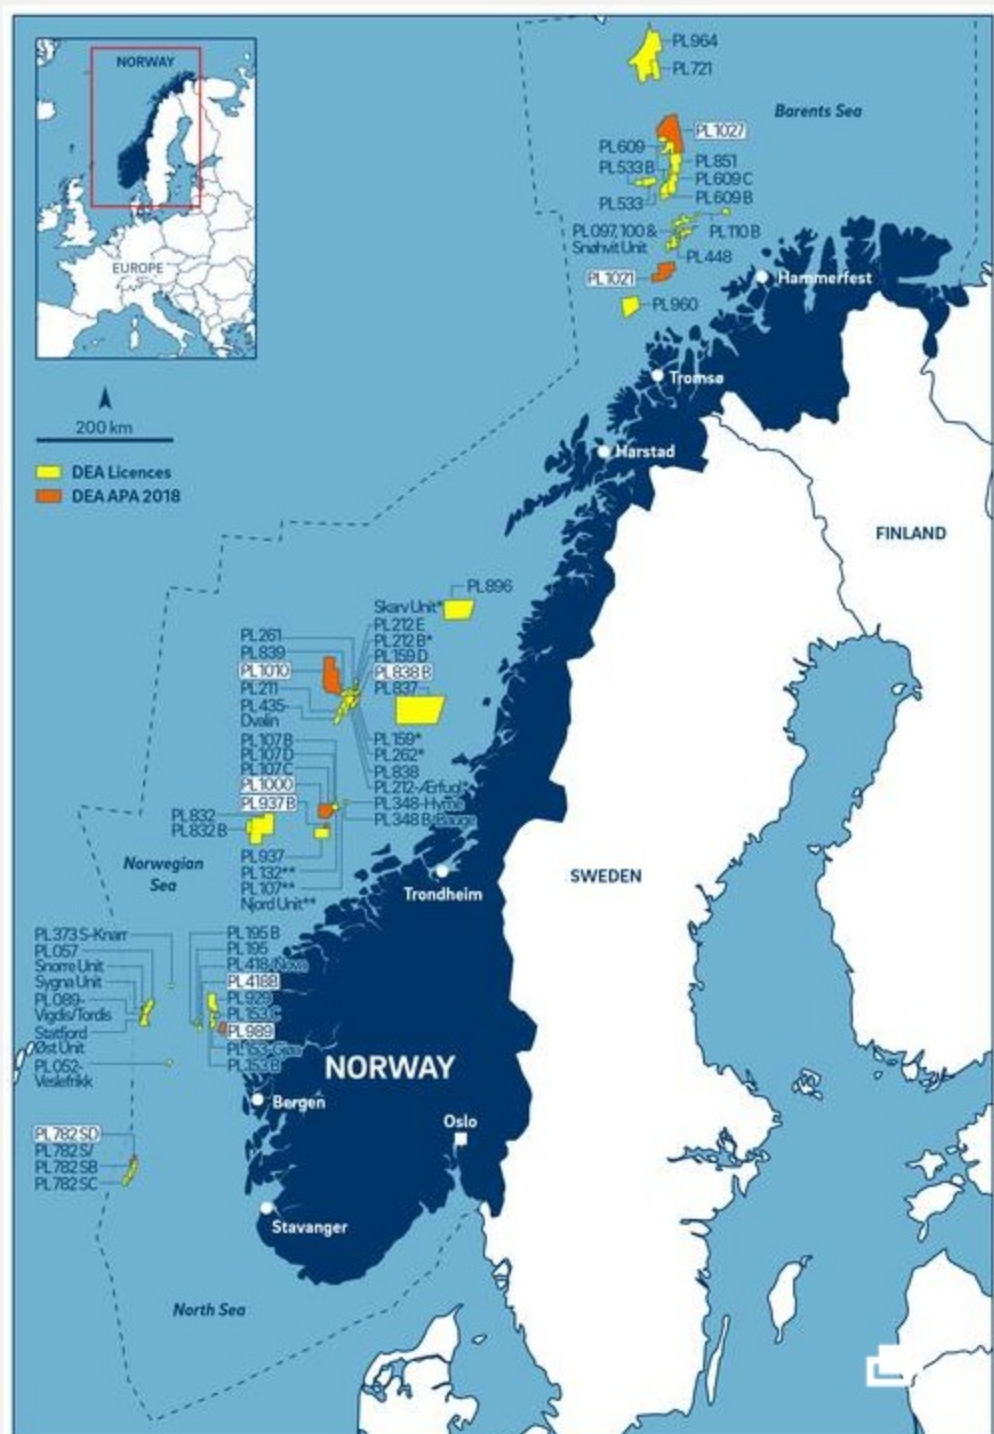 NORWAY
EUROPE
200 km
DEA Licences
DEA APA 2018
PL964
PL721
Barents Sea
PL1027
PL609
PL533 B
PL851
PL609 C
PL533
PL609 B
PL097, 100 &
Snøhvit Unit
PL110 B
PL448
PL1021
PL960
Hammerfest
Tromsø
Harstad
FINLAND
PL896
Skarv Unit*
PL212 E
PL212 B*
PL159 D
PL838 B
PL837
PL261
PL839
PL1010
PL211
PL435-
Dvalin
PL159*
PL262*
PL838
PL212-Ærfugl*
PL348-Hyme
PL348 B-Bauge
PL107 B
PL107 D
PL107 C
PL1000
PL937 B
PL832
PL832 B
PL937
PL132**
PL107**
Njord Unit**
Norwegian
Sea
Trondheim
SWEDEN
PL373 S-Knarr
PL057
Snorre Unit
Sygna Unit
PL089-
Vigdis/Tordis
Statfjord
Øst Unit
PL052-
Veslefrikk
PL195 B
PL195
PL418-Nova
PL418B
PL929
PL153 C
PL989
PL153-Gjøa
PL153 B
NORWAY
Bergen
Oslo
PL782 SD
PL782 S/
PL782 SB
PL782 SC
Stavanger
North Sea